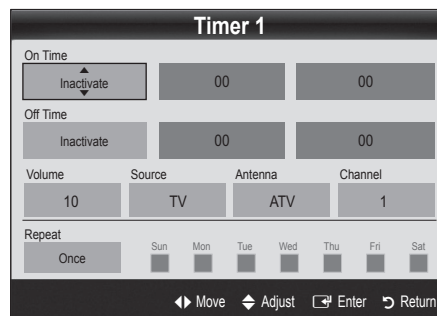 Timer 1
On Time
Inactivate 00 00
Off Time
Inactivate 00 00
Volume Source Antenna Channel
10 TV ATV 1
Repeat Sun Mon Tue Wed Thu Fri Sat
Once
Move Adjust Enter Return